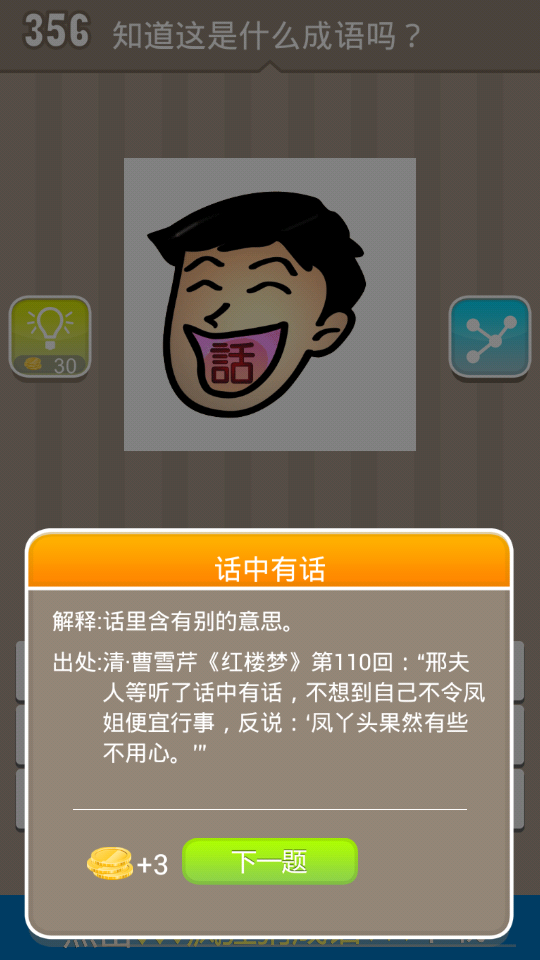 356 知道这是什么成语吗？
話
30
话中有话
解释:话里含有别的意思。
出处:清·曹雪芹《红楼梦》第110回：“邢夫
人等听了话中有话，不想到自己不令凤
姐便宜行事，反说：‘凤丫头果然有些
不用心。’”
+3
下一题